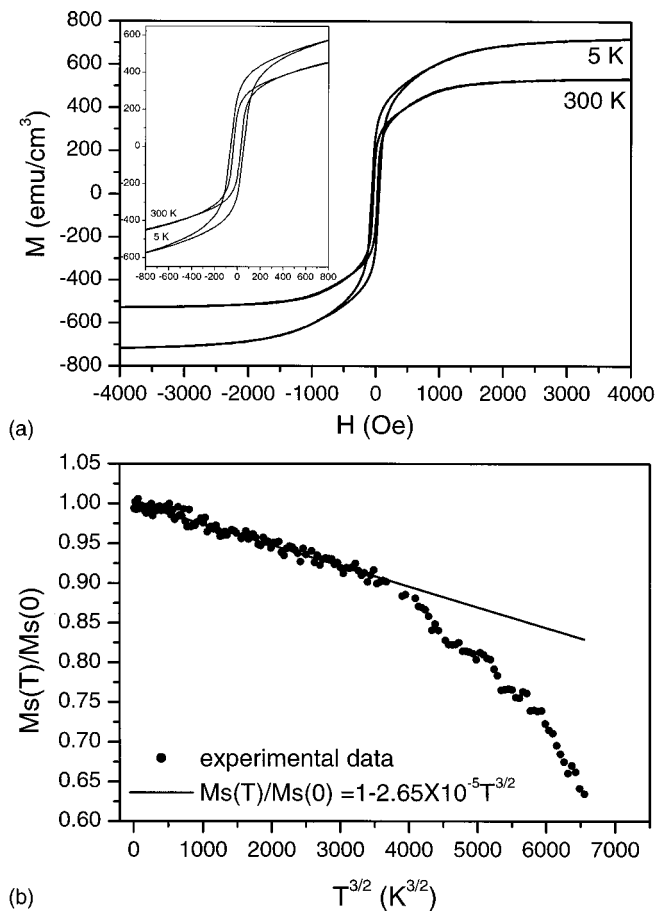 800
600
400
200
0
-200
-400
-600
-800
M (emu/cm³)
600
400
200
0
-200
-400
-600
300 K
5 K
-800 -600 -400 -200 0 200 400 600 800
5 K
300 K
-4000 -3000 -2000 -1000 0 1000 2000 3000 4000
(a)
H (Oe)
1.05
1.00
0.95
0.90
0.85
0.80
0.75
0.70
0.65
0.60
Ms(T)/Ms(0)
experimental data
Ms(T)/Ms(0) =1-2.65X10⁻⁵T³/²
0 1000 2000 3000 4000 5000 6000 7000
(b)
T³/² (K³/²)